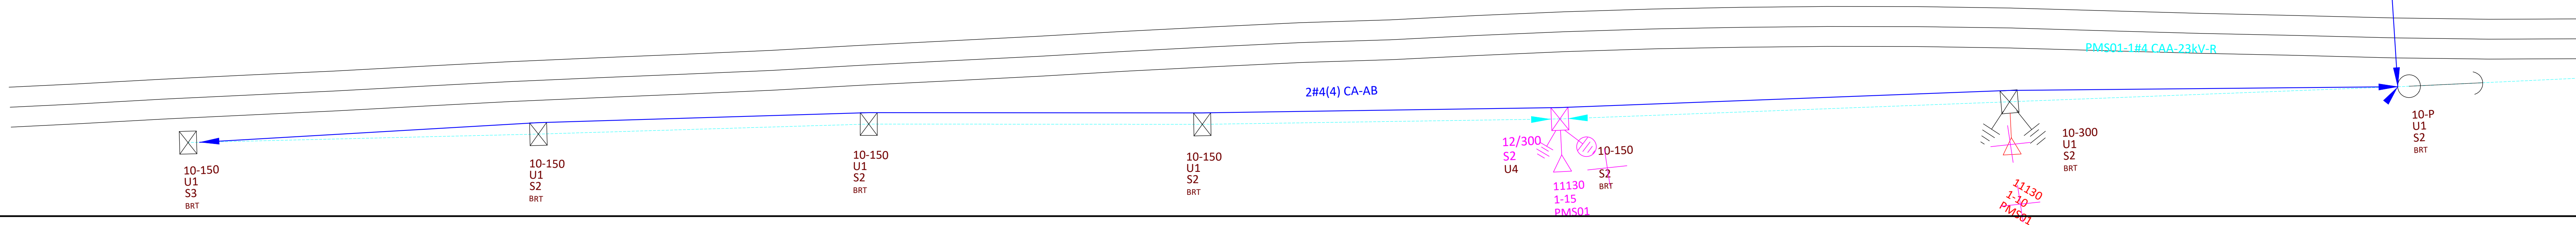 PMS01-1#4 CAA-23kV-R
2#4(4) CA-AB
10-150
U1
S3
BRT
10-150
U1
S2
BRT
10-150
U1
S2
BRT
10-150
U1
S2
BRT
12/300
S2
U4
11130
1-15
PMS01
10-150
S2
BRT
10-300
U1
S2
BRT
11130
1-10
PMS01
10-P
U1
S2
BRT